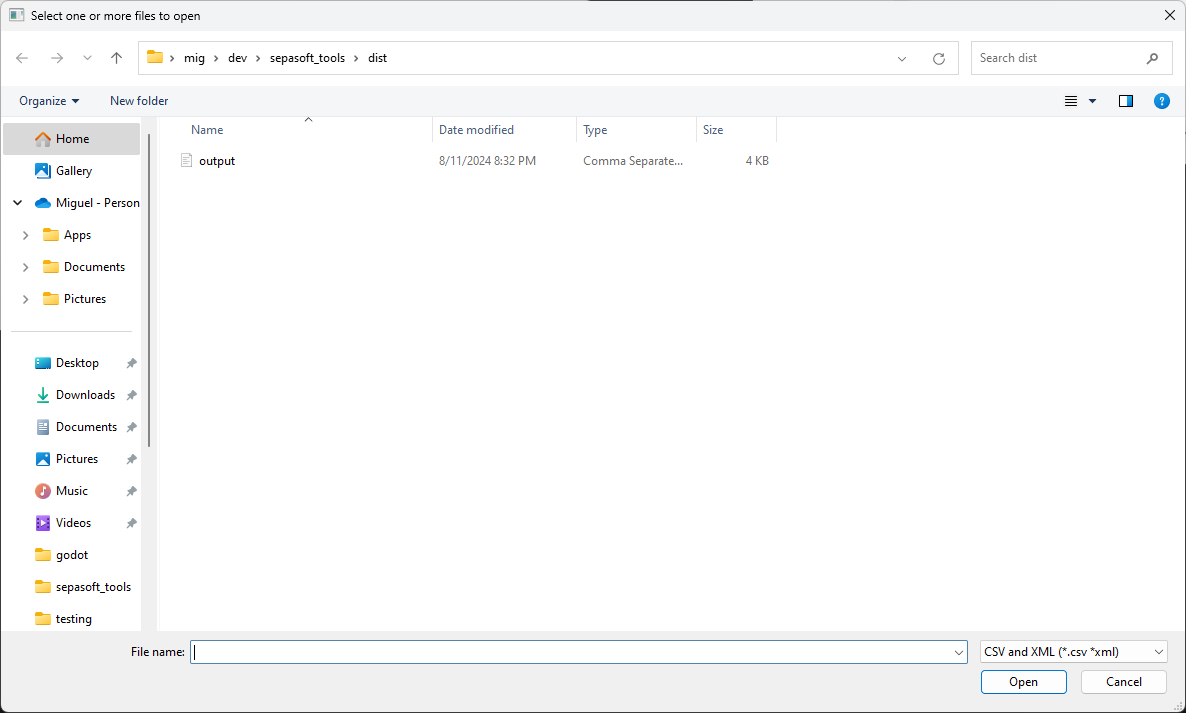 Select one or more files to open
mig > dev > sepasoft_tools > dist
Search dist
Organize
New folder
Name
Date modified
Type
Size
output
8/11/2024 8:32 PM
Comma Separate...
4 KB
Home
Gallery
Miguel - Person
Apps
Documents
Pictures
Desktop
Downloads
Documents
Pictures
Music
Videos
godot
sepasoft_tools
testing
File name:
CSV and XML (*.csv *xml)
Open
Cancel